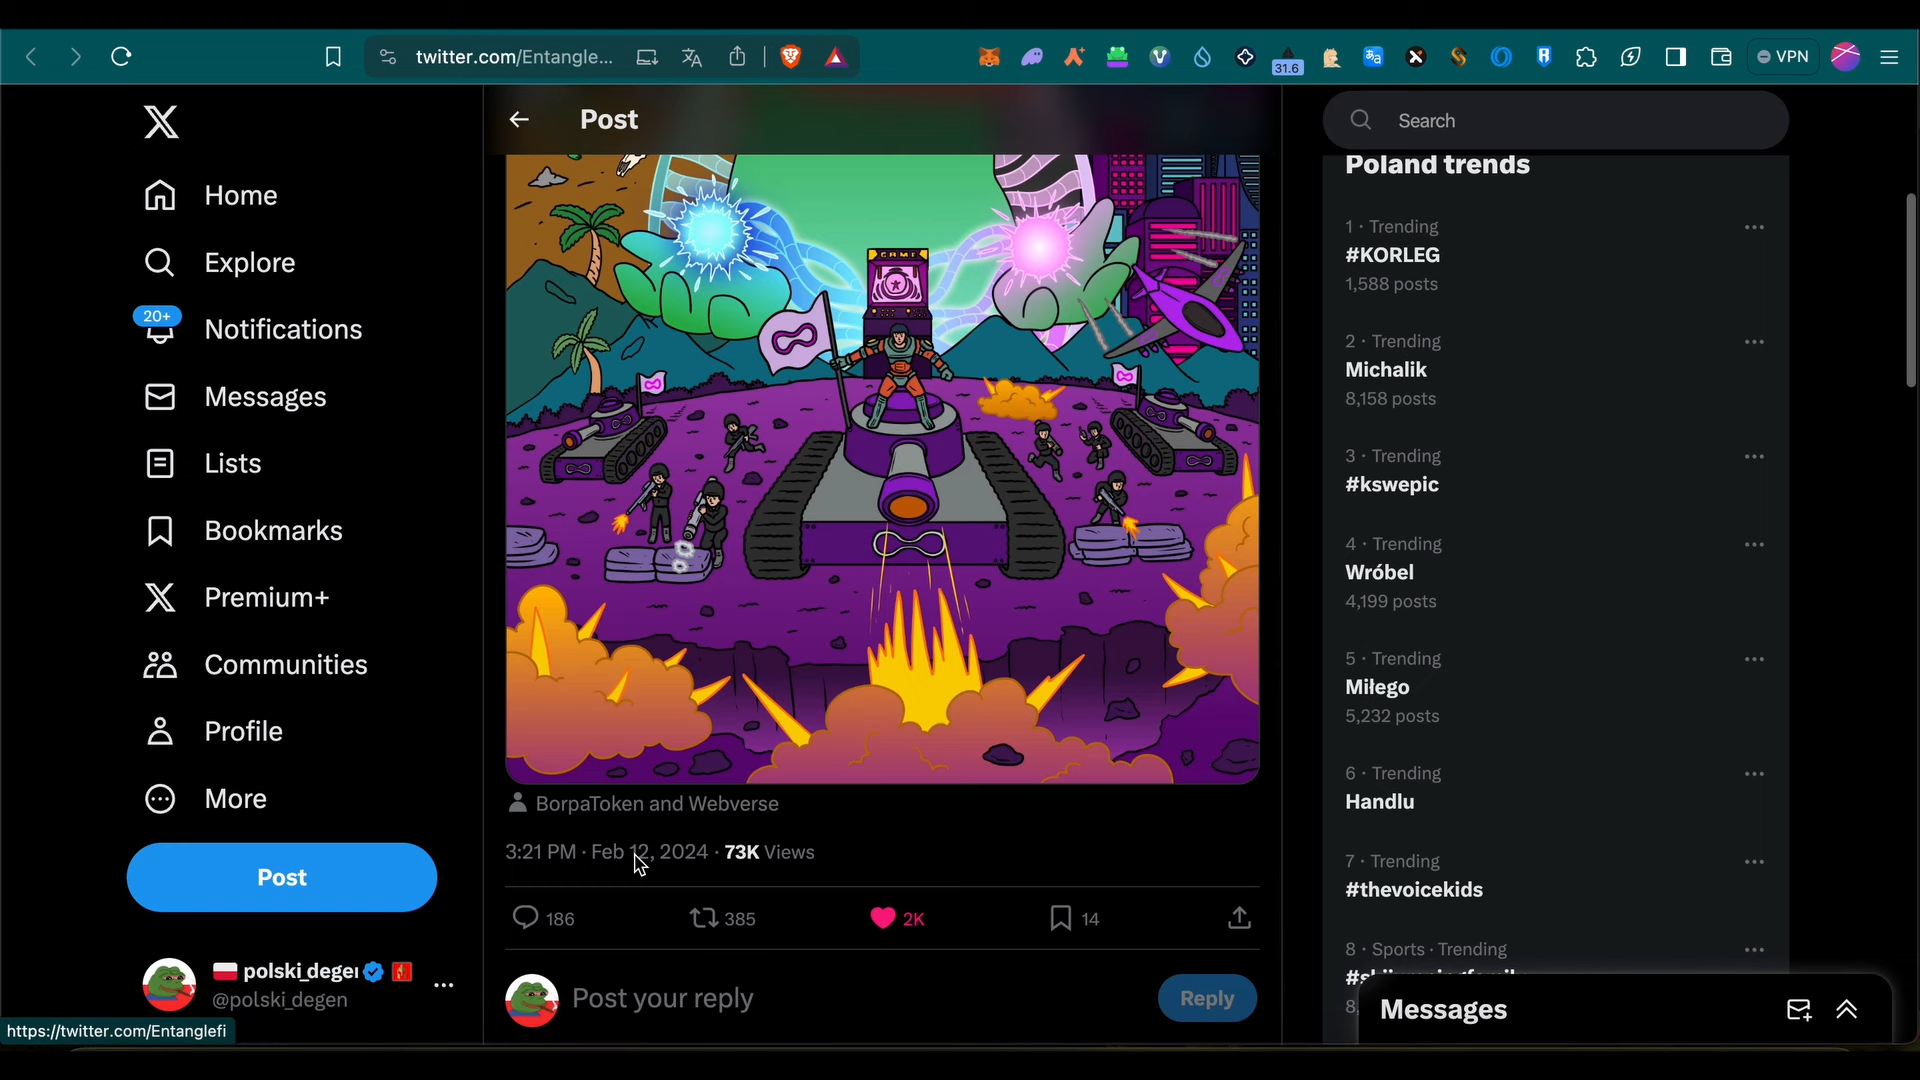 twitter.com/Entangle...
31.6
VPN
Home
Explore
20+
Notifications
Messages
Lists
Bookmarks
Premium+
Communities
Profile
More
Post
polski_degen
@polski_degen
https://twitter.com/Entanglefi
Post
GAME
BorpaToken and Webverse
3:21 PM · Feb 12, 2024 · 73K Views
186
385
2K
14
Post your reply
Reply
Search
Poland trends
1 · Trending
#KORLEG
1,588 posts
2 · Trending
Michalik
8,158 posts
3 · Trending
#kswepic
4 · Trending
Wróbel
4,199 posts
5 · Trending
Miłego
5,232 posts
6 · Trending
Handlu
7 · Trending
#thevoicekids
8 · Sports · Trending
Messages